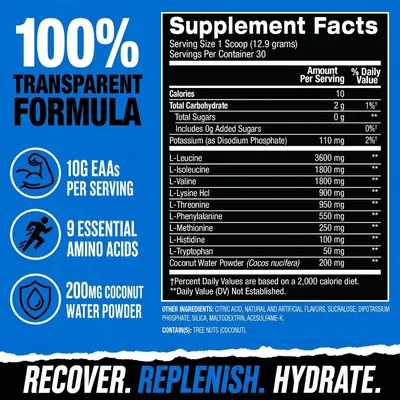 100%
TRANSPARENT
FORMULA
10G EAAs
PER SERVING
9 ESSENTIAL
AMINO ACIDS
200MG COCONUT
WATER POWDER
Supplement Facts
Serving Size 1 Scoop (12.9 grams)
Servings Per Container 30
Amount Per Serving % Daily Value
Calories 10
Total Carbohydrate 2 g 1%†
Total Sugars 0 g **
Includes 0g Added Sugars 0%†
Potassium (as Disodium Phosphate) 110 mg 2%†
L-Leucine 3600 mg **
L-Isoleucine 1800 mg **
L-Valine 1800 mg **
L-Lysine Hcl 900 mg **
L-Threonine 950 mg **
L-Phenylalanine 550 mg **
L-Methionine 250 mg **
L-Histidine 100 mg **
L-Tryptophan 50 mg **
Coconut Water Powder (Cocos nucifera) 200 mg **
†Percent Daily Values are based on a 2,000 calorie diet.
**Daily Value (DV) Not Established.
OTHER INGREDIENTS: CITRIC ACID, NATURAL AND ARTIFICIAL FLAVORS, SUCRALOSE, DIPOTASSIUM
PHOSPHATE, SILICA, MALTODEXTRIN, ACESULFAME-K.
CONTAIN(S): TREE NUTS (COCONUT).
RECOVER. REPLENISH. HYDRATE.